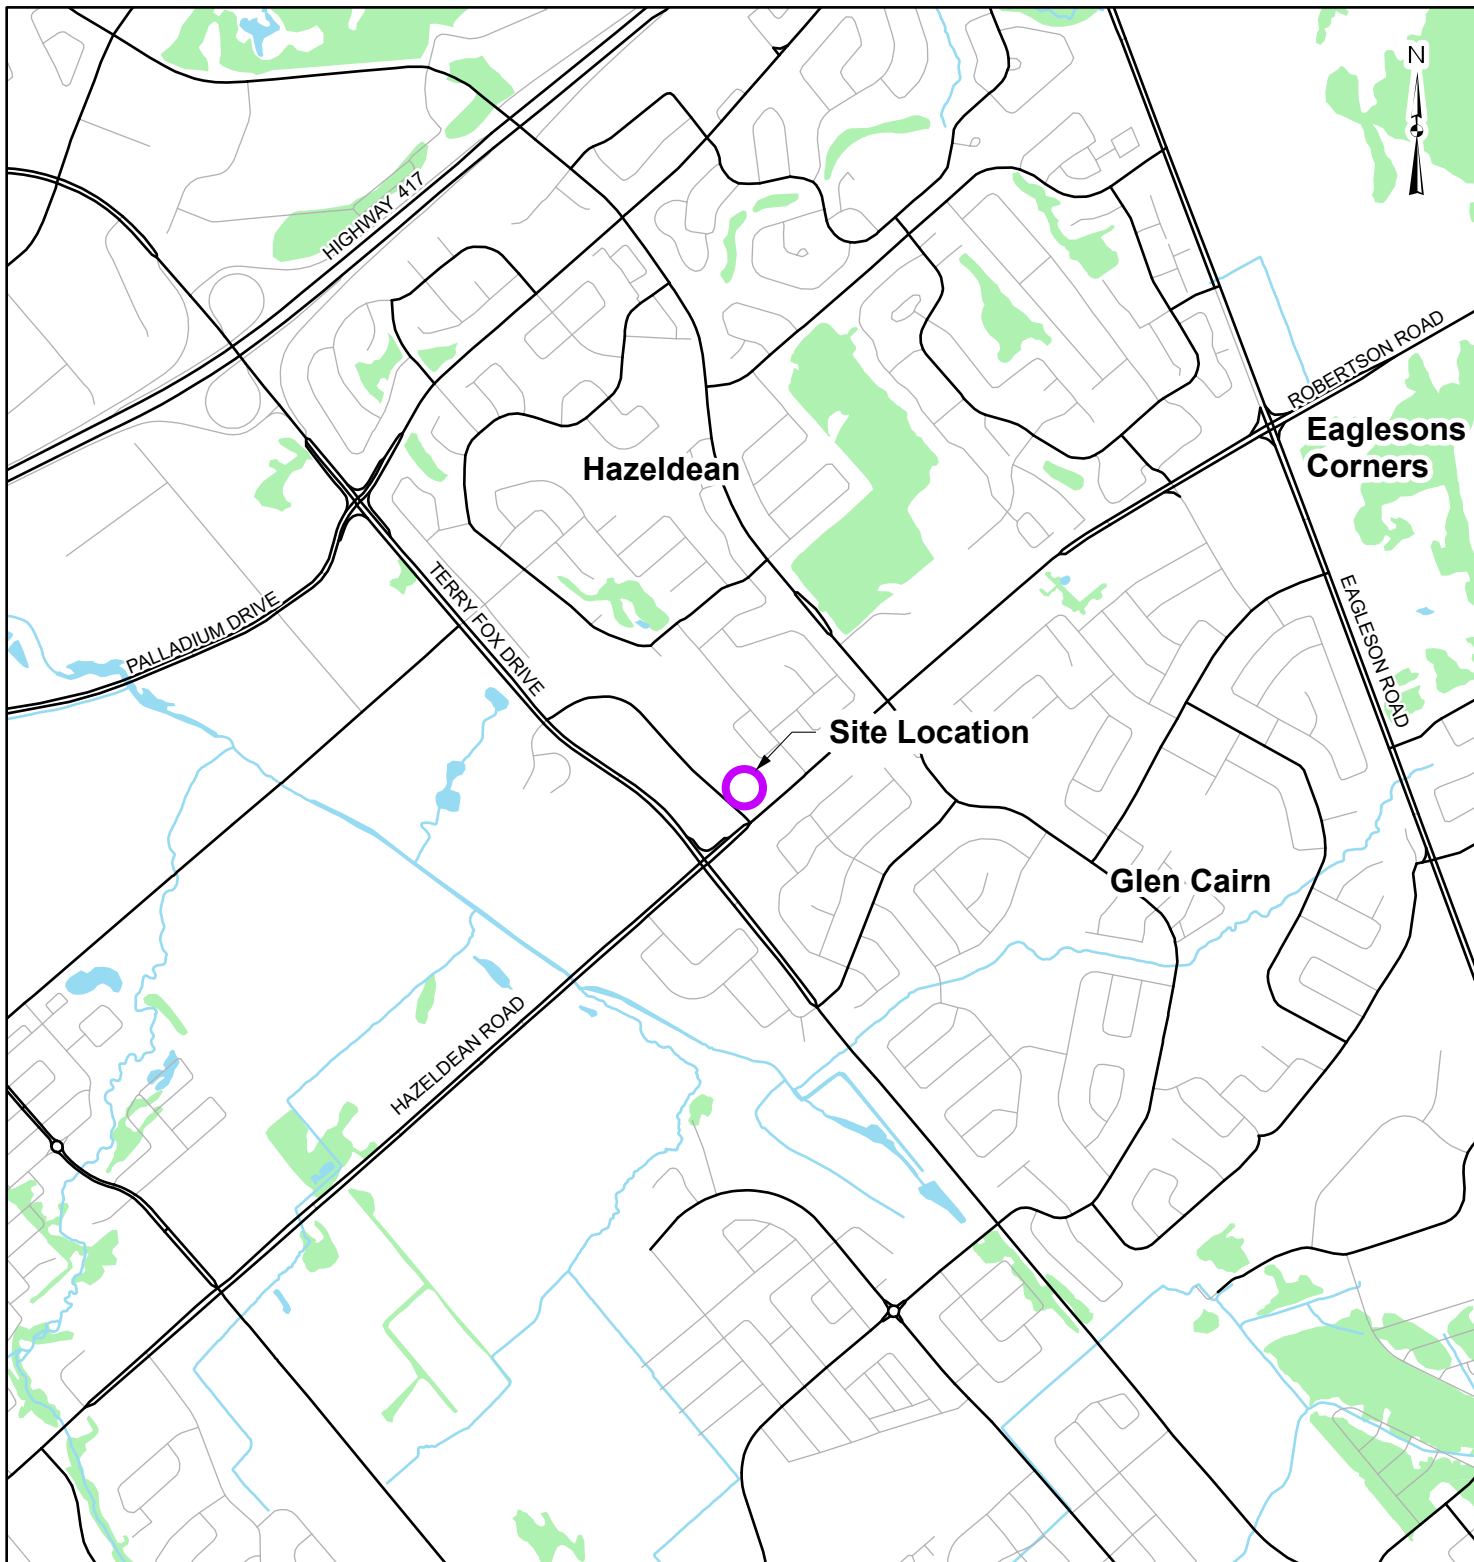 N
HIGHWAY 417
ROBERTSON ROAD
Eaglesons
Corners
Hazeldean
PALLADIUM DRIVE
TERRY FOX DRIVE
EAGLESON ROAD
Site Location
Glen Cairn
HAZELDEAN ROAD